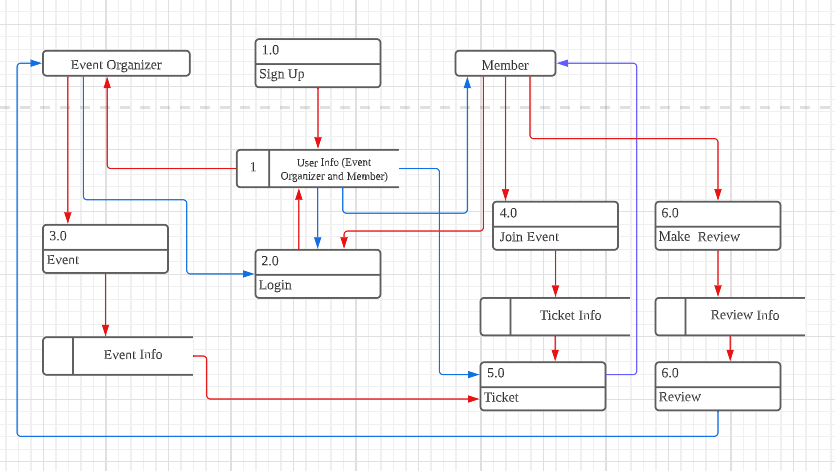 Event Organizer
1.0
Sign Up
Member
1
User Info (Event
Organizer and Member)
3.0
Event
2.0
Login
4.0
Join Event
6.0
Make Review
Event Info
Ticket Info
Review Info
5.0
Ticket
6.0
Review